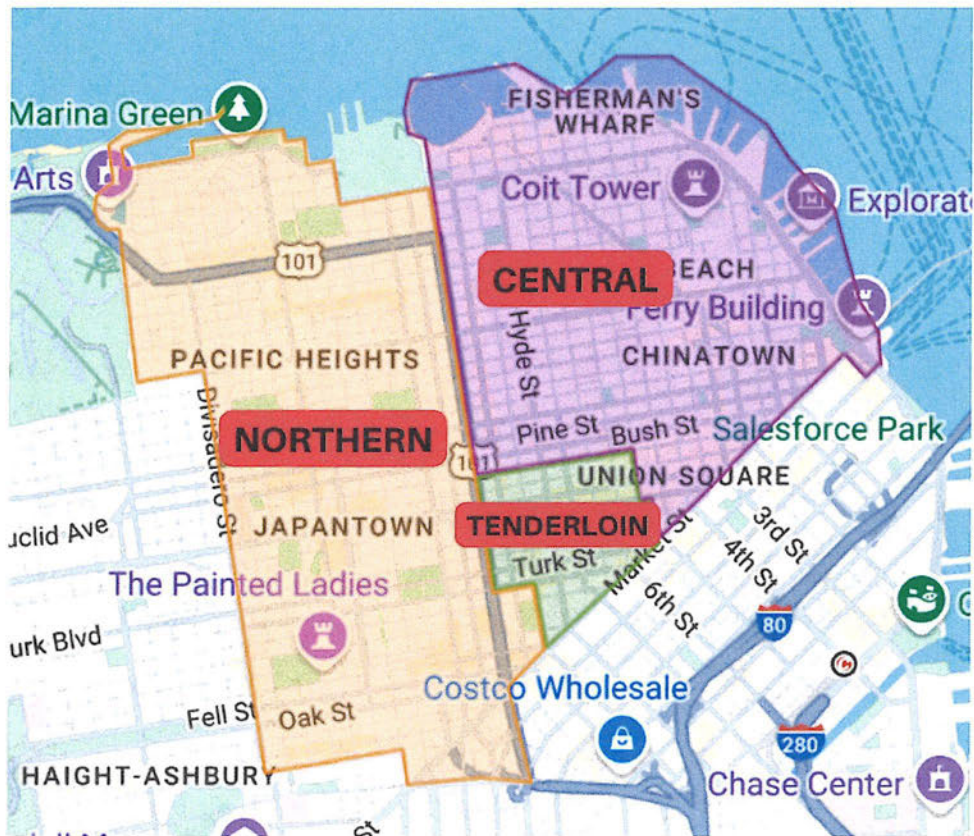 FISHERMAN'S
WHARF
Marina Green
Arts
Coit Tower
Explorat
101
CENTRAL
BEACH
Ferry Building
Hyde St
PACIFIC HEIGHTS
CHINATOWN
Divisadero St
NORTHERN
Pine St
Bush St
Salesforce Park
101
UNION SQUARE
Euclid Ave
JAPANTOWN
TENDERLOIN
Market St
3rd St
Turk St
4th St
The Painted Ladies
6th St
80
urk Blvd
Costco Wholesale
Fell St
Oak St
280
HAIGHT-ASHBURY
Chase Center
St